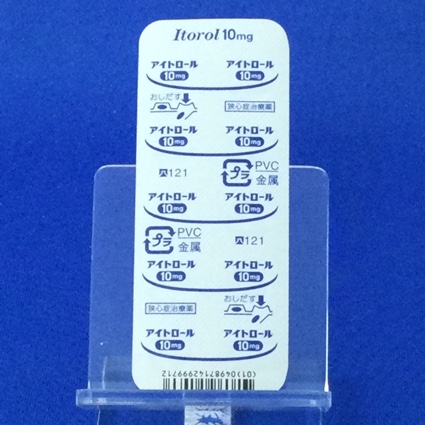 Itorol 10mg
アイトロール アイトロール
10mg 10mg
おしだす 狭心症治療薬
アイトロール アイトロール
10mg 10mg
121 プラ PVC 金属
アイトロール アイトロール
10mg 10mg
プラ PVC 金属 121
アイトロール アイトロール
10mg 10mg
狭心症治療薬 おしだす
アイトロール アイトロール
10mg 10mg
(01)04987114299712